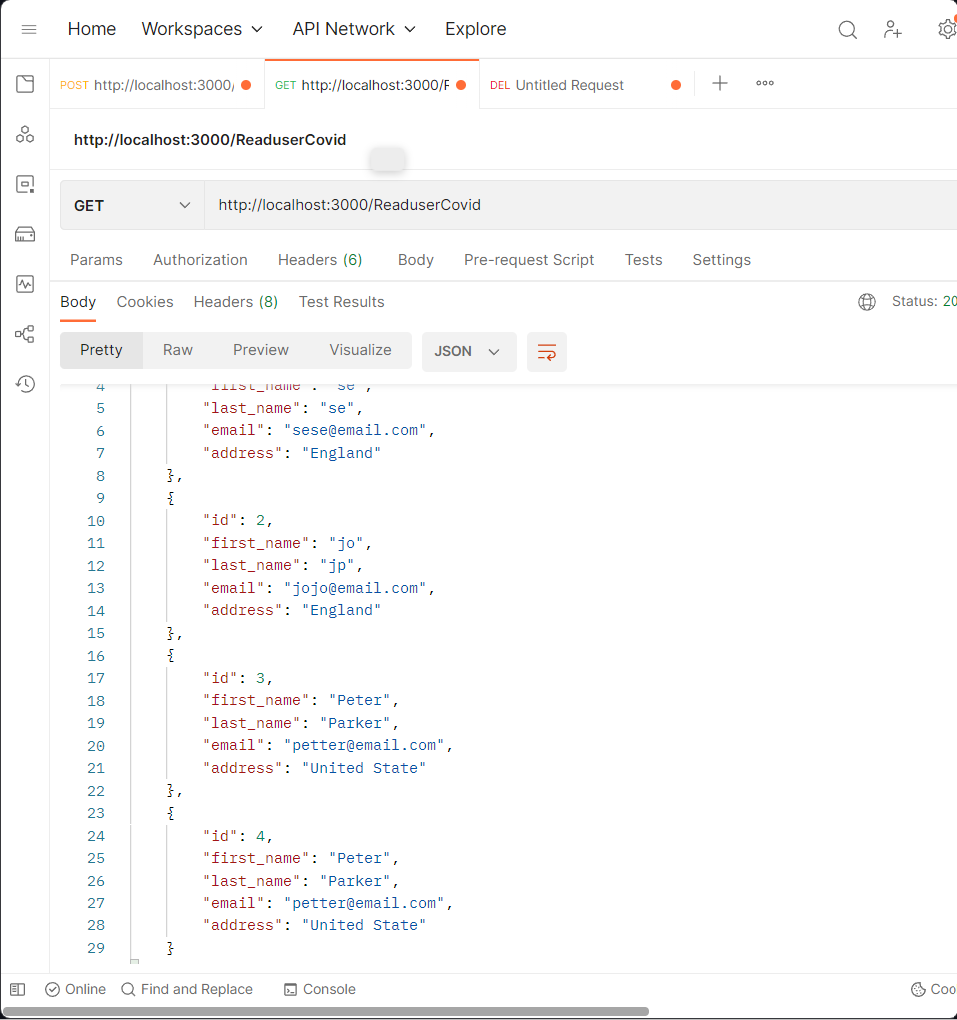 Home Workspaces API Network Explore
POST http://localhost:3000/ GET http://localhost:3000/F DEL Untitled Request
http://localhost:3000/ReaduserCovid
GET http://localhost:3000/ReaduserCovid
Params Authorization Headers (6) Body Pre-request Script Tests Settings
Body Cookies Headers (8) Test Results Status: 20
Pretty Raw Preview Visualize JSON
4 "first_name": "se",
5 "last_name": "se",
6 "email": "sese@email.com",
7 "address": "England"
8 },
9 {
10 "id": 2,
11 "first_name": "jo",
12 "last_name": "jp",
13 "email": "jojo@email.com",
14 "address": "England"
15 },
16 {
17 "id": 3,
18 "first_name": "Peter",
19 "last_name": "Parker",
20 "email": "petter@email.com",
21 "address": "United State"
22 },
23 {
24 "id": 4,
25 "first_name": "Peter",
26 "last_name": "Parker",
27 "email": "petter@email.com",
28 "address": "United State"
29 }
Online Find and Replace Console Coo